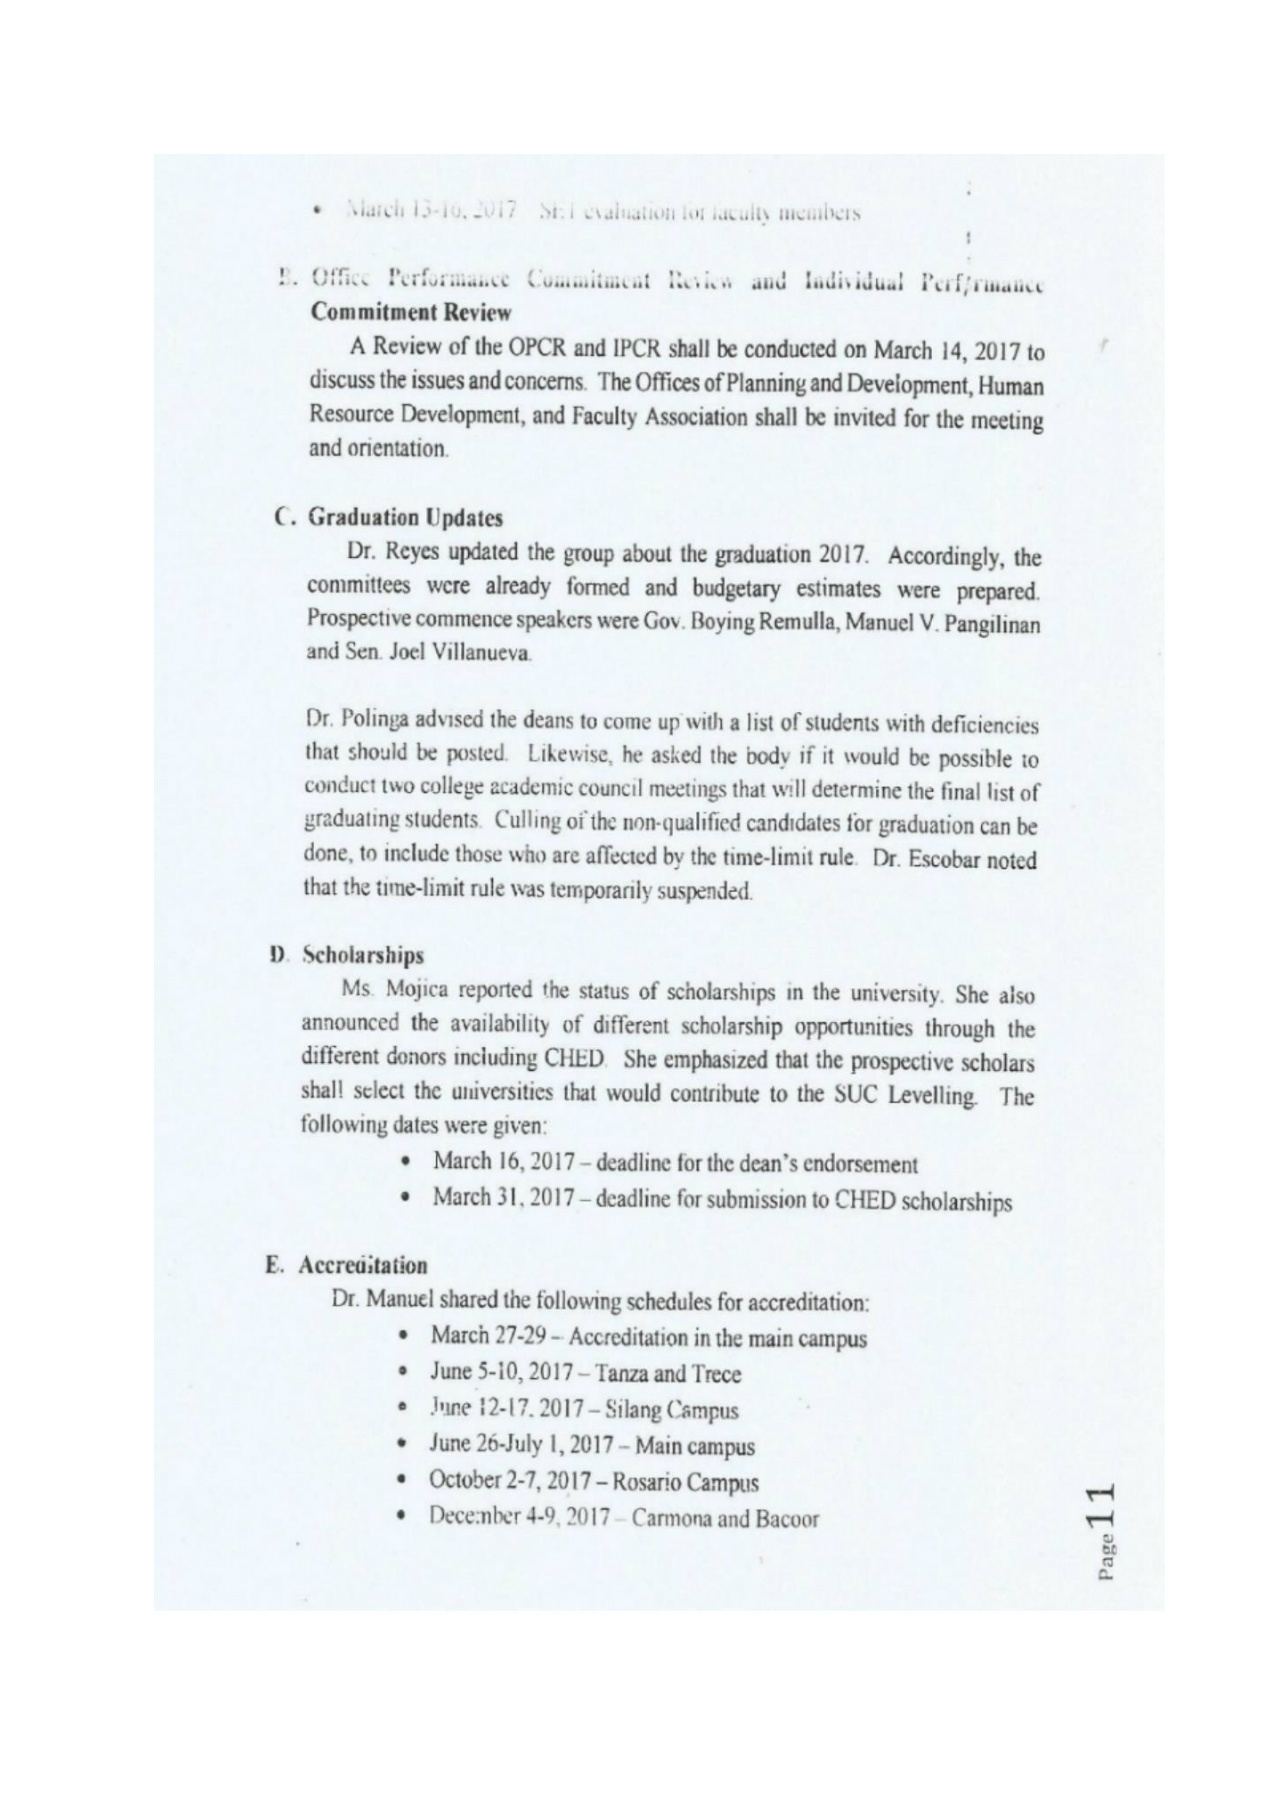 • March 13-16, 2017 SET evaluation for faculty members
B. Office Performance Commitment Review and Individual Performance
Commitment Review
A Review of the OPCR and IPCR shall be conducted on March 14, 2017 to
discuss the issues and concerns. The Offices of Planning and Development, Human
Resource Development, and Faculty Association shall be invited for the meeting
and orientation.
C. Graduation Updates
Dr. Reyes updated the group about the graduation 2017. Accordingly, the
committees were already formed and budgetary estimates were prepared.
Prospective commence speakers were Gov. Boying Remulla, Manuel V. Pangilinan
and Sen. Joel Villanueva.
Dr. Polinga advised the deans to come up with a list of students with deficiencies
that should be posted. Likewise, he asked the body if it would be possible to
conduct two college academic council meetings that will determine the final list of
graduating students. Culling of the non-qualified candidates for graduation can be
done, to include those who are affected by the time-limit rule. Dr. Escobar noted
that the time-limit rule was temporarily suspended.
D. Scholarships
Ms. Mojica reported the status of scholarships in the university. She also
announced the availability of different scholarship opportunities through the
different donors including CHED. She emphasized that the prospective scholars
shall select the universities that would contribute to the SUC Levelling. The
following dates were given:
• March 16, 2017 – deadline for the dean's endorsement
• March 31, 2017 – deadline for submission to CHED scholarships
E. Accreditation
Dr. Manuel shared the following schedules for accreditation:
• March 27-29 – Accreditation in the main campus
• June 5-10, 2017 – Tanza and Trece
• June 12-17, 2017 – Silang Campus
• June 26-July 1, 2017 – Main campus
• October 2-7, 2017 – Rosario Campus
• December 4-9, 2017 – Carmona and Bacoor
Page 11